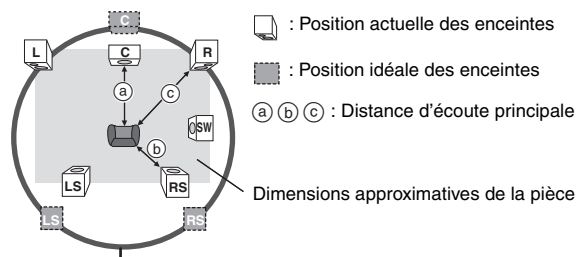 C
L
C
R
: Position actuelle des enceintes
: Position idéale des enceintes
a
c
a b c : Distance d'écoute principale
SW
b
LS
RS
Dimensions approximatives de la pièce
LS
RS